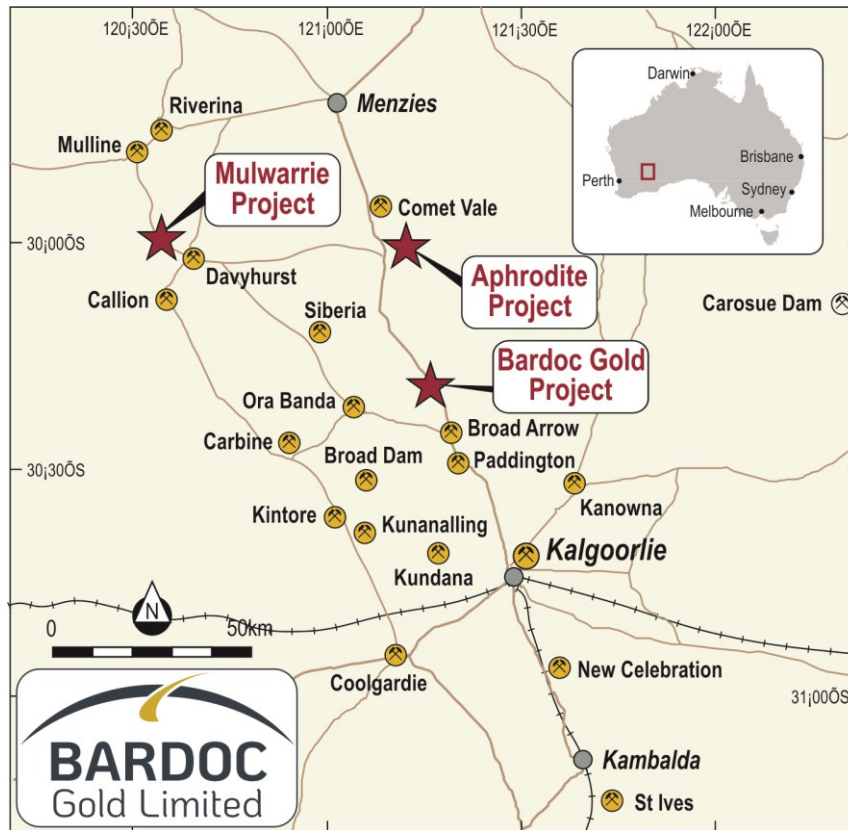 120¡30ÕE
121¡00ÕE
121¡30ÕE
122¡00ÕE
Darwin
Brisbane
Perth
Sydney
Melbourne
Riverina
Menzies
Mulline
Mulwarrie
Project
Comet Vale
30¡00ÕS
Davyhurst
Aphrodite
Project
Callion
Siberia
Carosue Dam
Bardoc Gold
Project
Ora Banda
Broad Arrow
Carbine
Broad Dam
Paddington
30¡30ÕS
Kanowna
Kintore
Kunanalling
Kalgoorlie
Kundana
N
0
50km
Coolgardie
New Celebration
31¡00ÕS
BARDOC
Gold Limited
Kambalda
St Ives